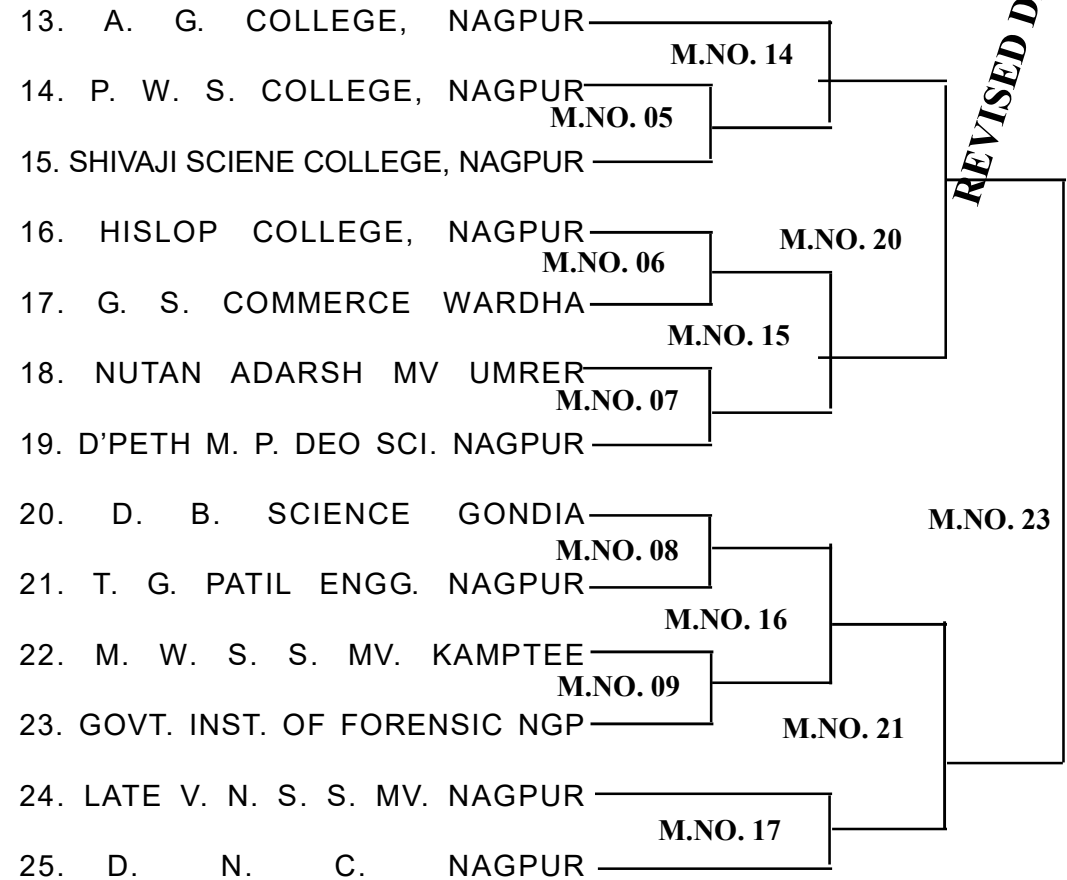 13. A. G. COLLEGE, NAGPUR
M.NO. 14
14. P. W. S. COLLEGE, NAGPUR
M.NO. 05
15. SHIVAJI SCIENE COLLEGE, NAGPUR
REVISED D
16. HISLOP COLLEGE, NAGPUR
M.NO. 20
M.NO. 06
17. G. S. COMMERCE WARDHA
M.NO. 15
18. NUTAN ADARSH MV UMRER
M.NO. 07
19. D’PETH M. P. DEO SCI. NAGPUR
20. D. B. SCIENCE GONDIA
M.NO. 23
M.NO. 08
21. T. G. PATIL ENGG. NAGPUR
M.NO. 16
22. M. W. S. S. MV. KAMPTEE
M.NO. 09
23. GOVT. INST. OF FORENSIC NGP
M.NO. 21
24. LATE V. N. S. S. MV. NAGPUR
M.NO. 17
25. D. N. C. NAGPUR